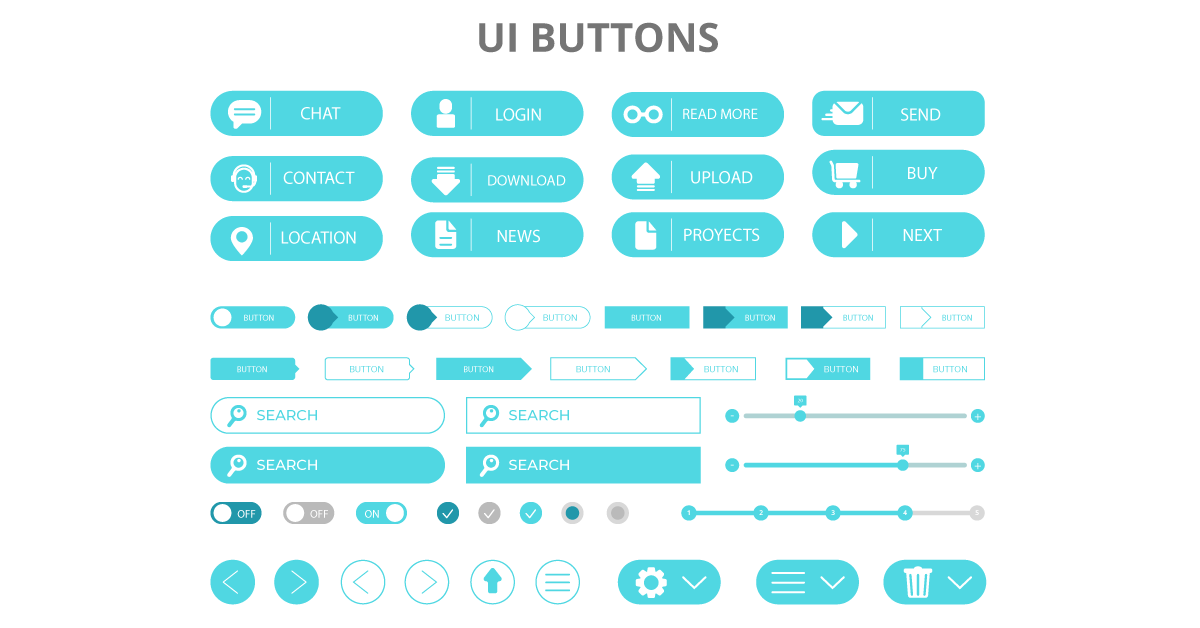 UI BUTTONS
CHAT LOGIN READ MORE SEND
CONTACT DOWNLOAD UPLOAD BUY
LOCATION NEWS PROYECTS NEXT
BUTTON BUTTON BUTTON BUTTON BUTTON BUTTON BUTTON BUTTON
BUTTON BUTTON BUTTON BUTTON BUTTON BUTTON BUTTON
SEARCH SEARCH - +
SEARCH SEARCH - +
OFF OFF ON 1 2 3 4 5